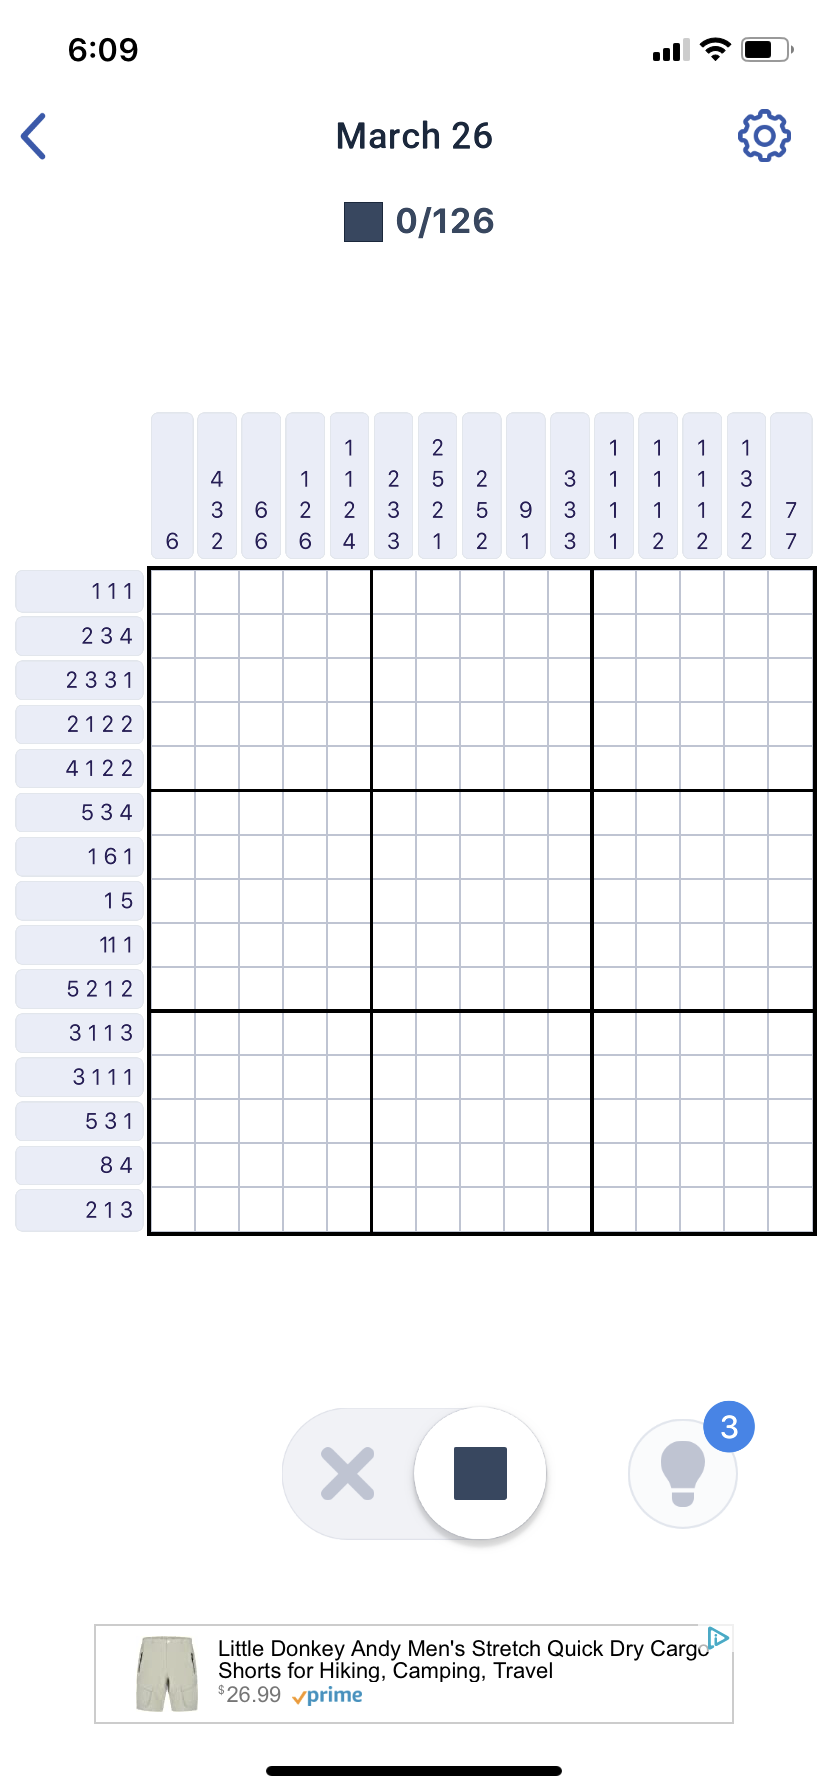 6:09
March 26
0/126
1 1 1 1 1 1
1 2 1 1 1 3
4 1 2 5 2 3 1 1 1 3
3 6 2 2 3 2 5 9 3 1 1 1 2 7
6 2 6 6 4 3 1 2 1 3 1 2 2 2 7
1 1 1
2 3 4
2 3 3 1
2 1 2 2
4 1 2 2
5 3 4
1 6 1
1 5
11 1
5 2 1 2
3 1 1 3
3 1 1 1
5 3 1
8 4
2 1 3
3
Little Donkey Andy Men's Stretch Quick Dry Cargo
Shorts for Hiking, Camping, Travel
$26.99 prime